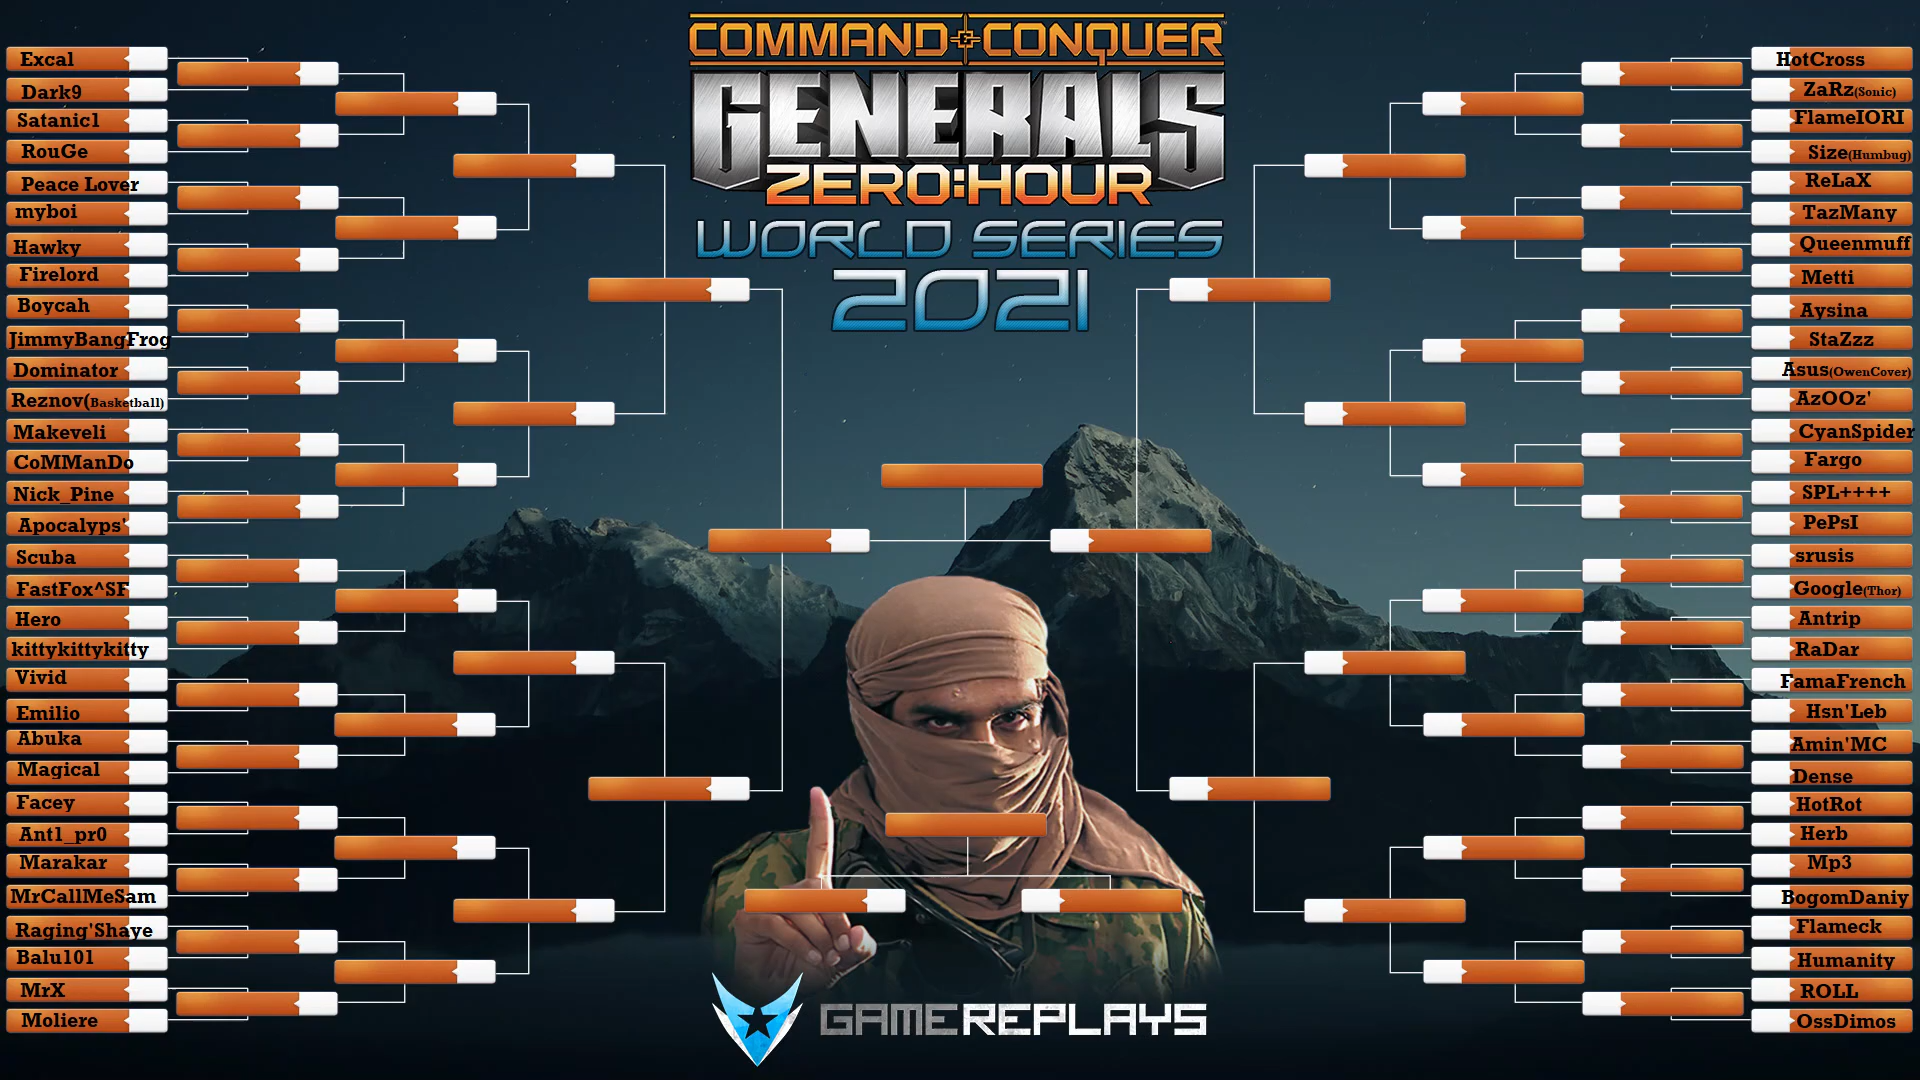 COMMAND CONQUER
GENERALS
ZERO:HOUR
WORLD SERIES
2021
Excal
Dark9
Satanic1
RouGe
Peace Lover
myboi
Hawky
Firelord
Boycah
JimmyBangFrog
Dominator
Reznov(Basketball)
Makeveli
CoMManDo
Nick_Pine
Apocalyps'
Scuba
FastFox^SF
Hero
kittykittykitty
Vivid
Emilio
Abuka
Magical
Facey
Ant1_pr0
Marakar
MrCallMeSam
Raging'Shaye
Balu101
MrX
Moliere
HotCross
ZaRz(Sonic)
FlameIORI
Size(Humbug)
ReLaX
TazMany
Queenmuff
Metti
Aysina
StaZzz
Asus(OwenCover)
AzOOz'
CyanSpider
Fargo
SPL++++
PePsI
srusis
Google(Thor)
Antrip
RaDar
FamaFrench
Hsn'Leb
Amin'MC
Dense
HotRot
Herb
Mp3
BogomDaniy
Flameck
Humanity
ROLL
OssDimos
GAMEREPLAYS